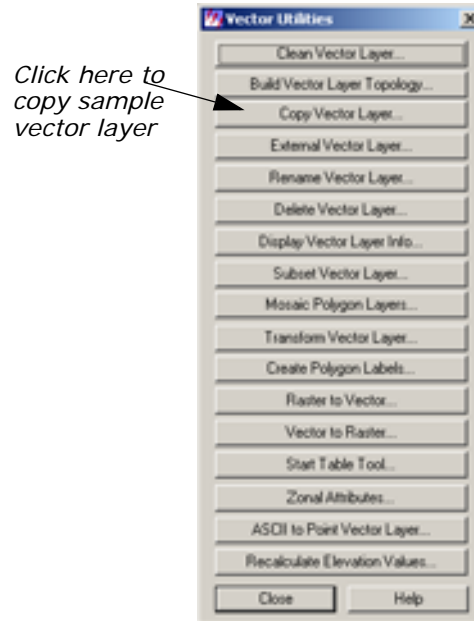 Vector Utilities
Click here to
copy sample
vector layer
Clean Vector Layer...
Build Vector Layer Topology...
Copy Vector Layer...
External Vector Layer...
Rename Vector Layer...
Delete Vector Layer...
Display Vector Layer Info...
Subset Vector Layer...
Mosaic Polygon Layers...
Transform Vector Layer...
Create Polygon Labels...
Raster to Vector...
Vector to Raster...
Start Table Tool...
Zonal Attributes...
ASCII to Point Vector Layer...
Recalculate Elevation Values...
Close Help